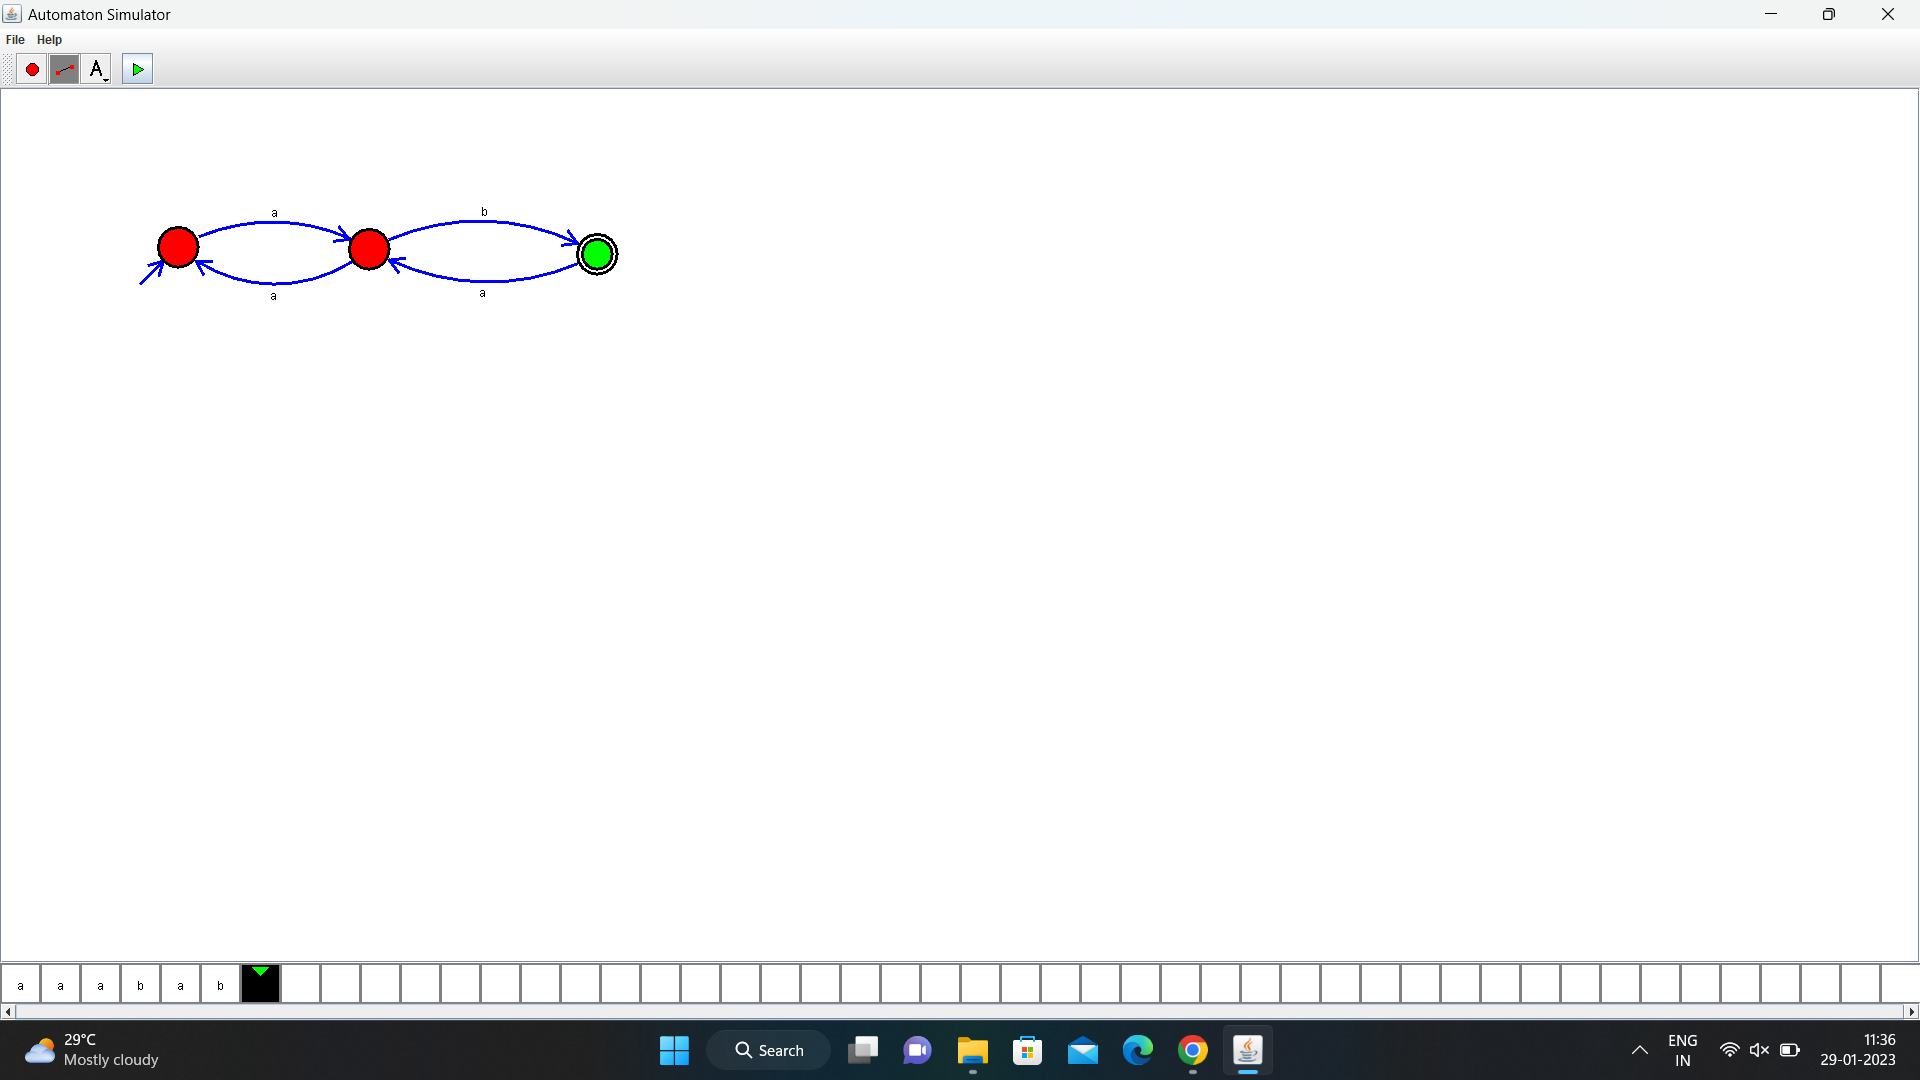 Automaton Simulator
File Help
A
a
b
a
a
a a a b a b
29°C
Mostly cloudy
Search
ENG
IN
11:36
29-01-2023